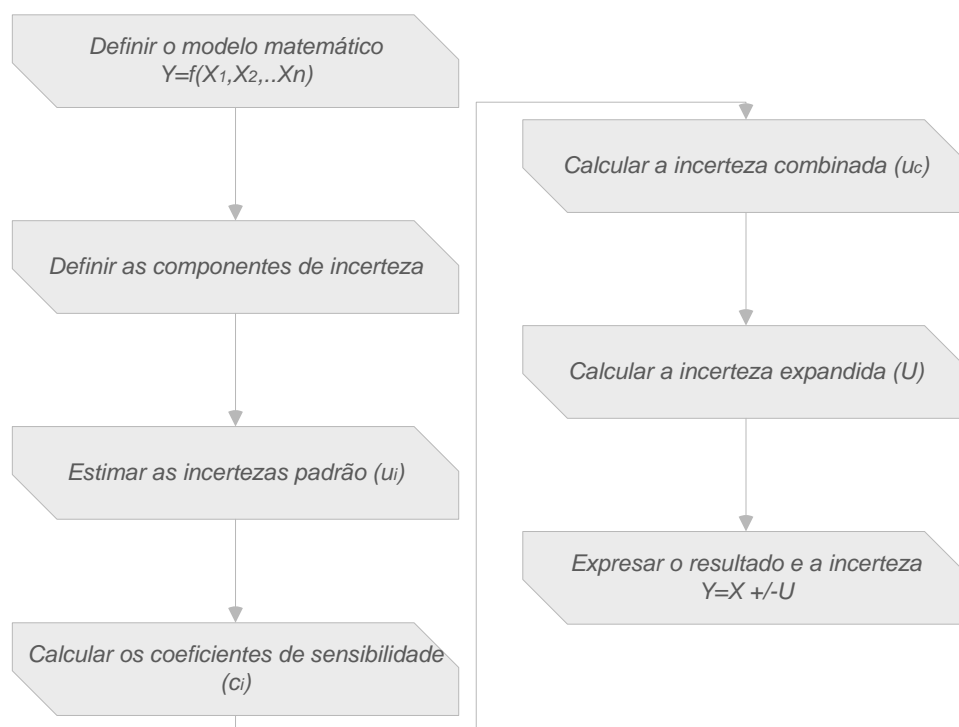 Definir o modelo matemático
Y=f(X1,X2,..Xn)
Definir as componentes de incerteza
Estimar as incertezas padrão (ui)
Calcular os coeficientes de sensibilidade
(ci)
Calcular a incerteza combinada (uc)
Calcular a incerteza expandida (U)
Expresar o resultado e a incerteza
Y=X +/-U